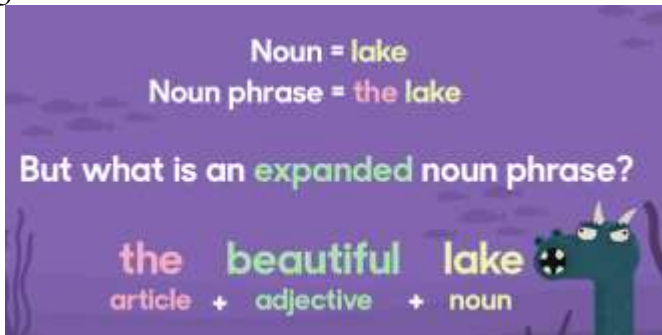 Noun = lake
Noun phrase = the lake
But what is an expanded noun phrase?
the beautiful lake
article + adjective + noun